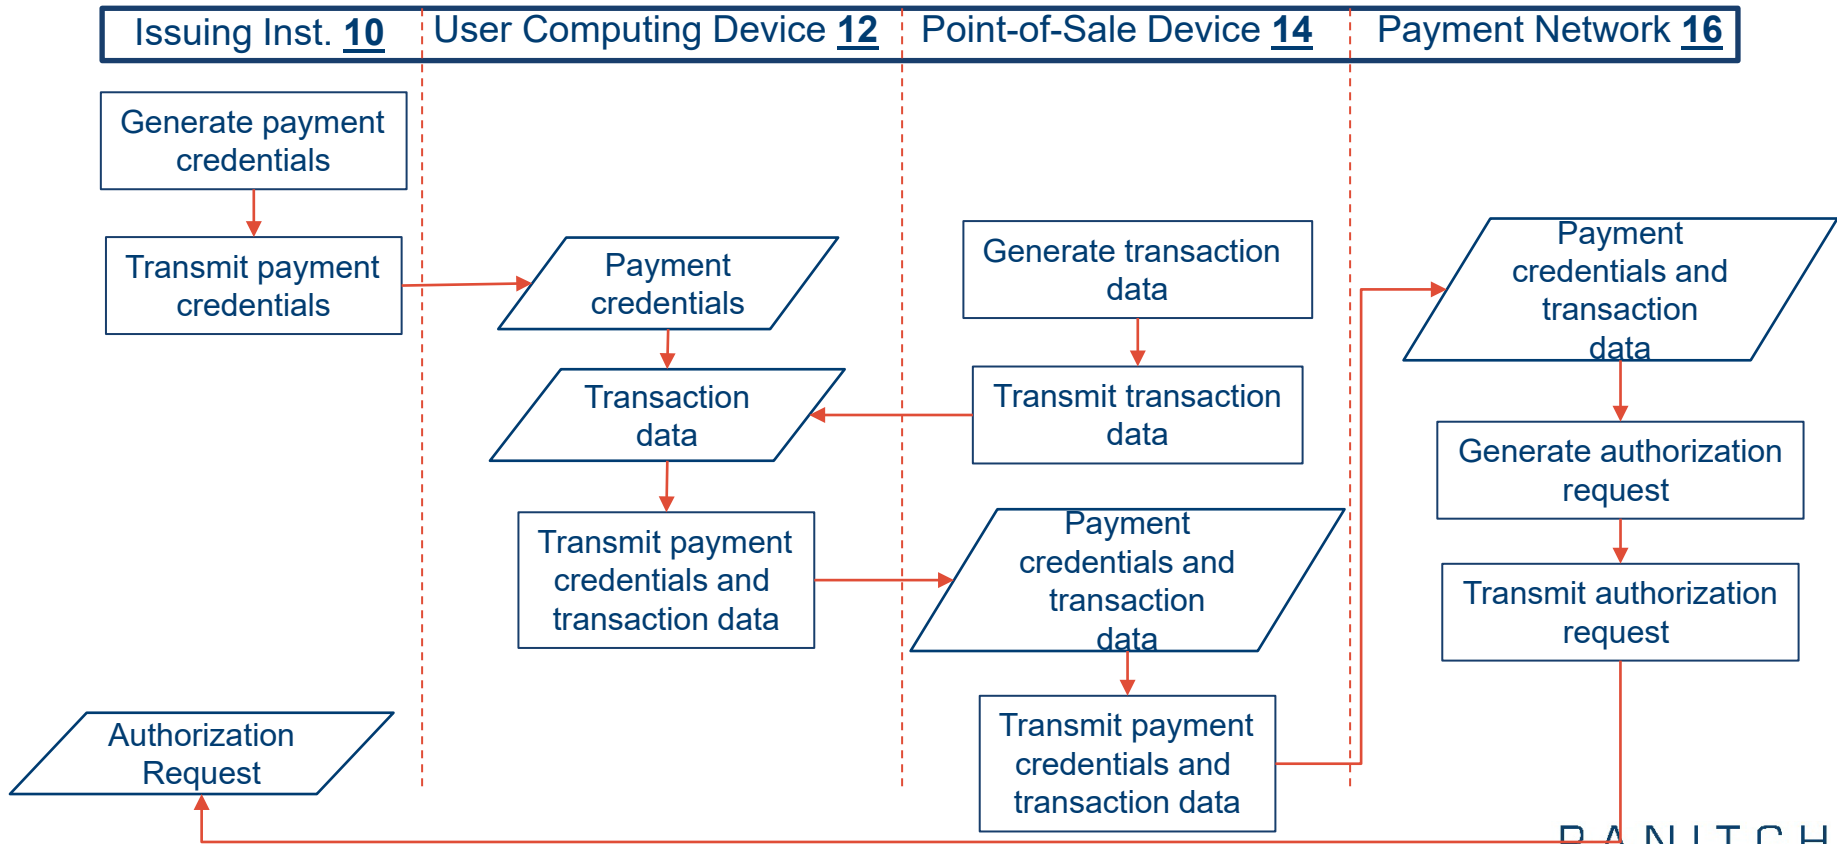 Issuing Inst. 10
User Computing Device 12
Point-of-Sale Device 14
Payment Network 16
Generate payment
credentials
Transmit payment
credentials
Authorization
Request
Payment
credentials
Transaction
data
Transmit payment
credentials and
transaction data
Generate transaction
data
Transmit transaction
data
Payment
credentials and
transaction
data
Transmit payment
credentials and
transaction data
Payment
credentials and
transaction
data
Generate authorization
request
Transmit authorization
request
PANITCH